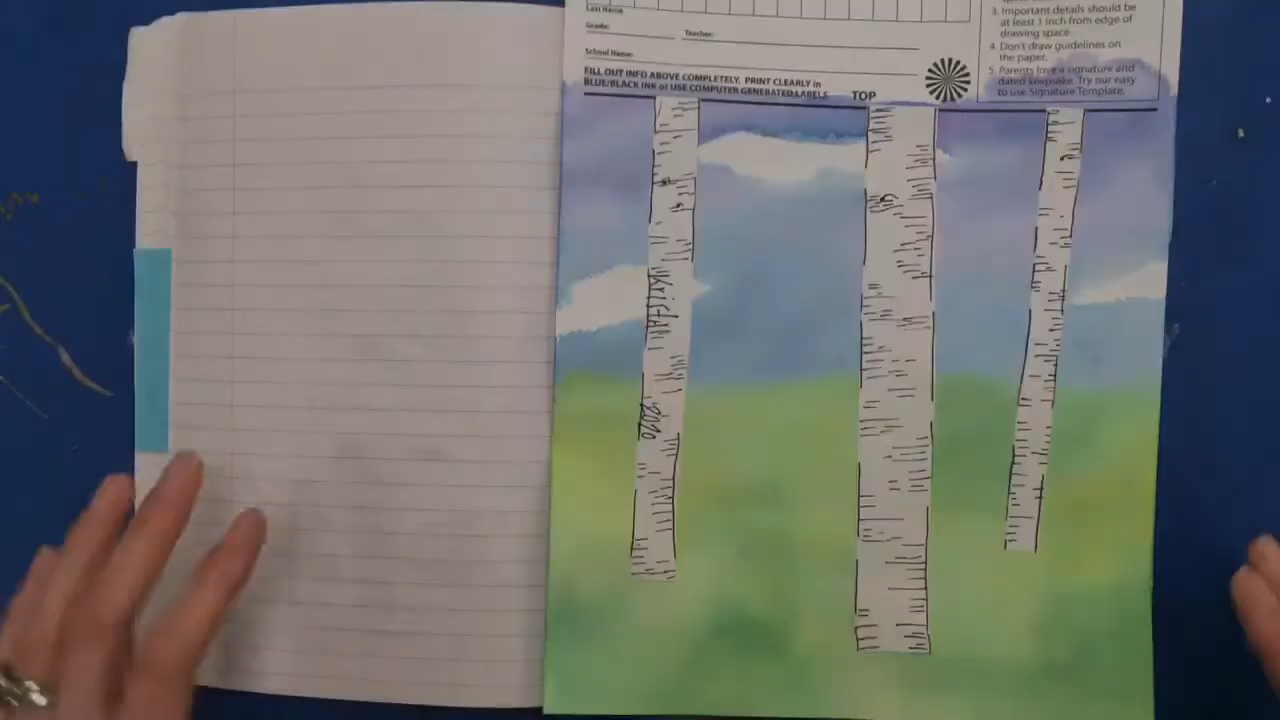 Last Name
Grade: Teacher:
School Name:
FILL OUT INFO ABOVE COMPLETELY. PRINT CLEARLY in
BLUE/BLACK INK or USE COMPUTER GENERATED LABELS
TOP
3. Important details should be
at least 1 inch from edge of
drawing space.
4. Don't draw guidelines on
the paper.
5. Parents love a signature and
dated keepsake. Try our easy
to use Signature Template.
2020